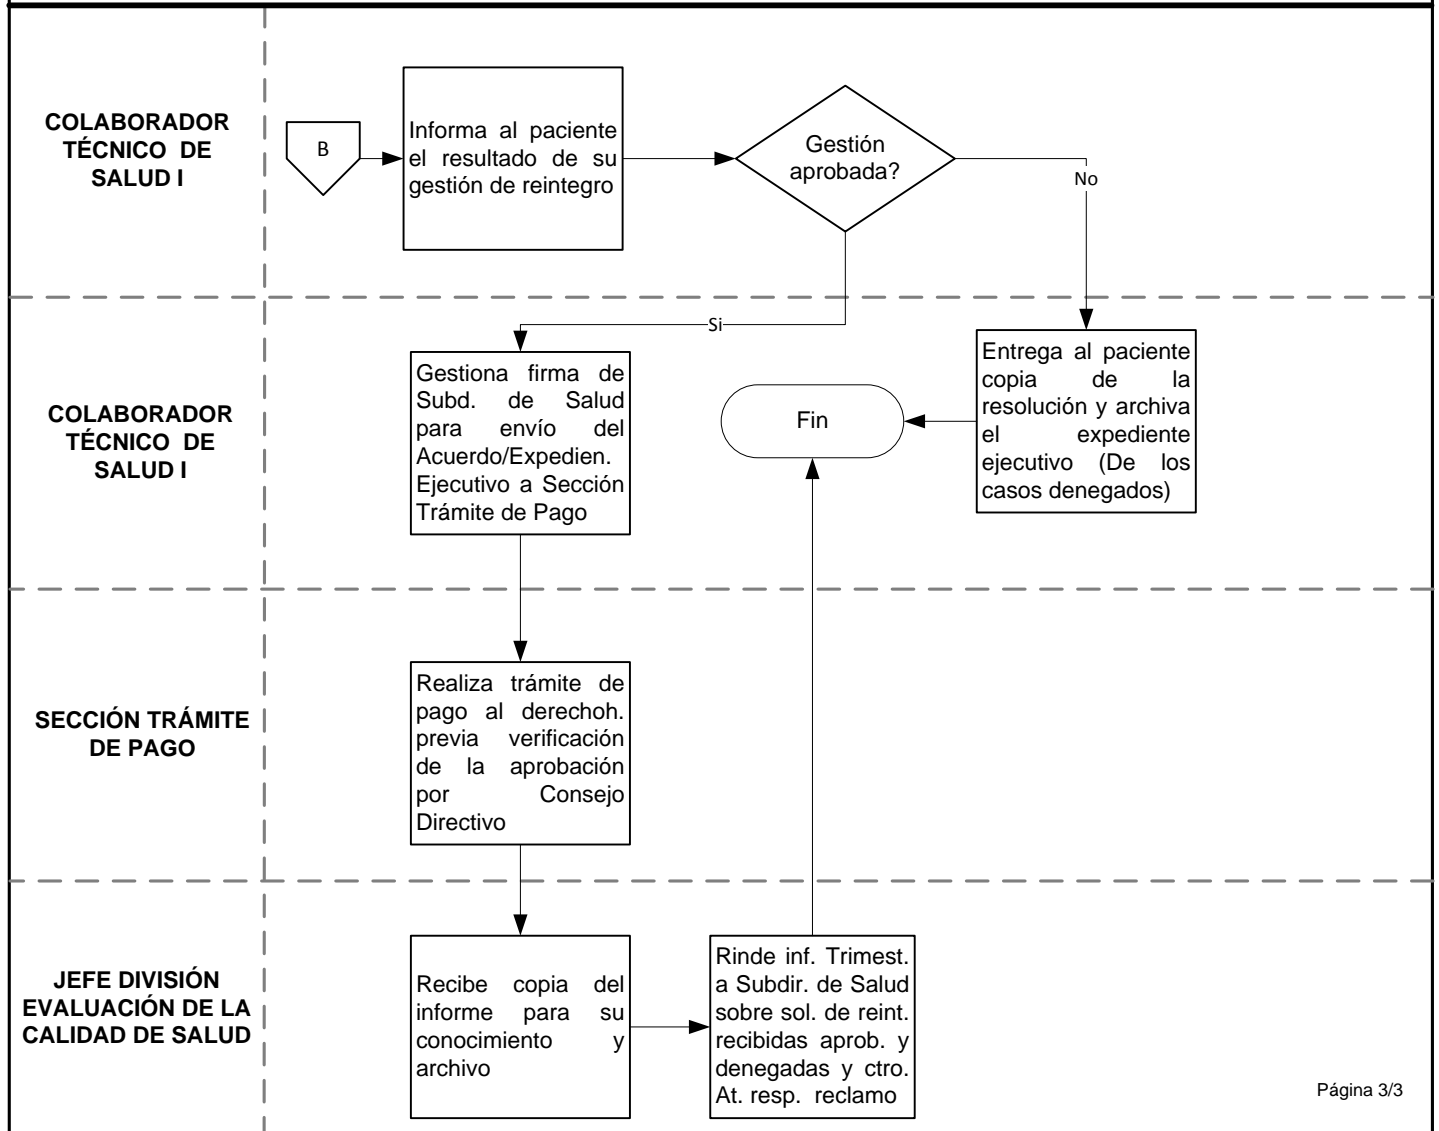 COLABORADOR
TÉCNICO DE
SALUD I
B
Informa al paciente
el resultado de su
gestión de reintegro
Gestión
aprobada?
No
Si
COLABORADOR
TÉCNICO DE
SALUD I
Gestiona firma de
Subd. de Salud
para envío del
Acuerdo/Expedien.
Ejecutivo a Sección
Trámite de Pago
Fin
Entrega al paciente
copia de la
resolución y archiva
el expediente
ejecutivo (De los
casos denegados)
SECCIÓN TRÁMITE
DE PAGO
Realiza trámite de
pago al derechoh.
previa verificación
de la aprobación
por Consejo
Directivo
JEFE DIVISIÓN
EVALUACIÓN DE LA
CALIDAD DE SALUD
Recibe copia del
informe para su
conocimiento y
archivo
Rinde inf. Trimest.
a Subdir. de Salud
sobre sol. de reint.
recibidas aprob. y
denegadas y ctro.
At. resp. reclamo
Página 3/3